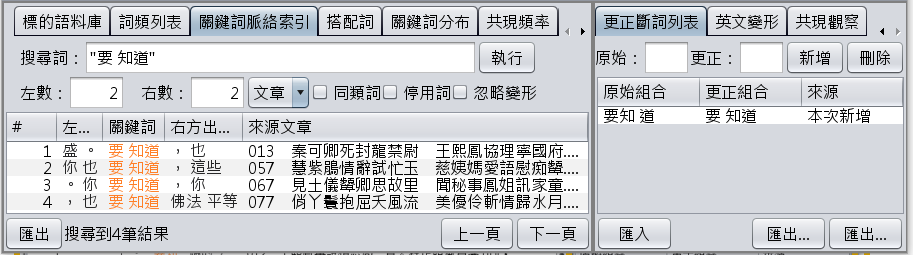 標的語料庫 詞頻列表 關鍵詞脈絡索引 搭配詞 關鍵詞分布 共現頻率
搜尋詞： "要 知道" 執行
左數： 2 右數： 2 文章 同類詞 停用詞 忽略變形
# 左... 關鍵詞 右方出... 來源文章
1 盛 。 要 知道 ，也 013 秦可卿死封龍禁尉 王熙鳳協理寧國府....
2 你 也 要 知道 ，這些 057 慧紫鵑情辭試忙玉 慈姨媽愛語慰痴顰....
3 。你 要 知道 ，你 067 見土儀顰卿思故里 聞秘事鳳姐訊家童....
4 ，也 要 知道 佛法 平等 077 俏丫鬟抱屈夭風流 美優伶斬情歸水月....
匯出 搜尋到4筆結果 上一頁 下一頁
更正斷詞列表 英文變形 共現觀察
原始： 更正： 新增 刪除
原始組合 更正組合 來源
要知 道 要 知道 本次新增
匯入 匯出... 匯出...